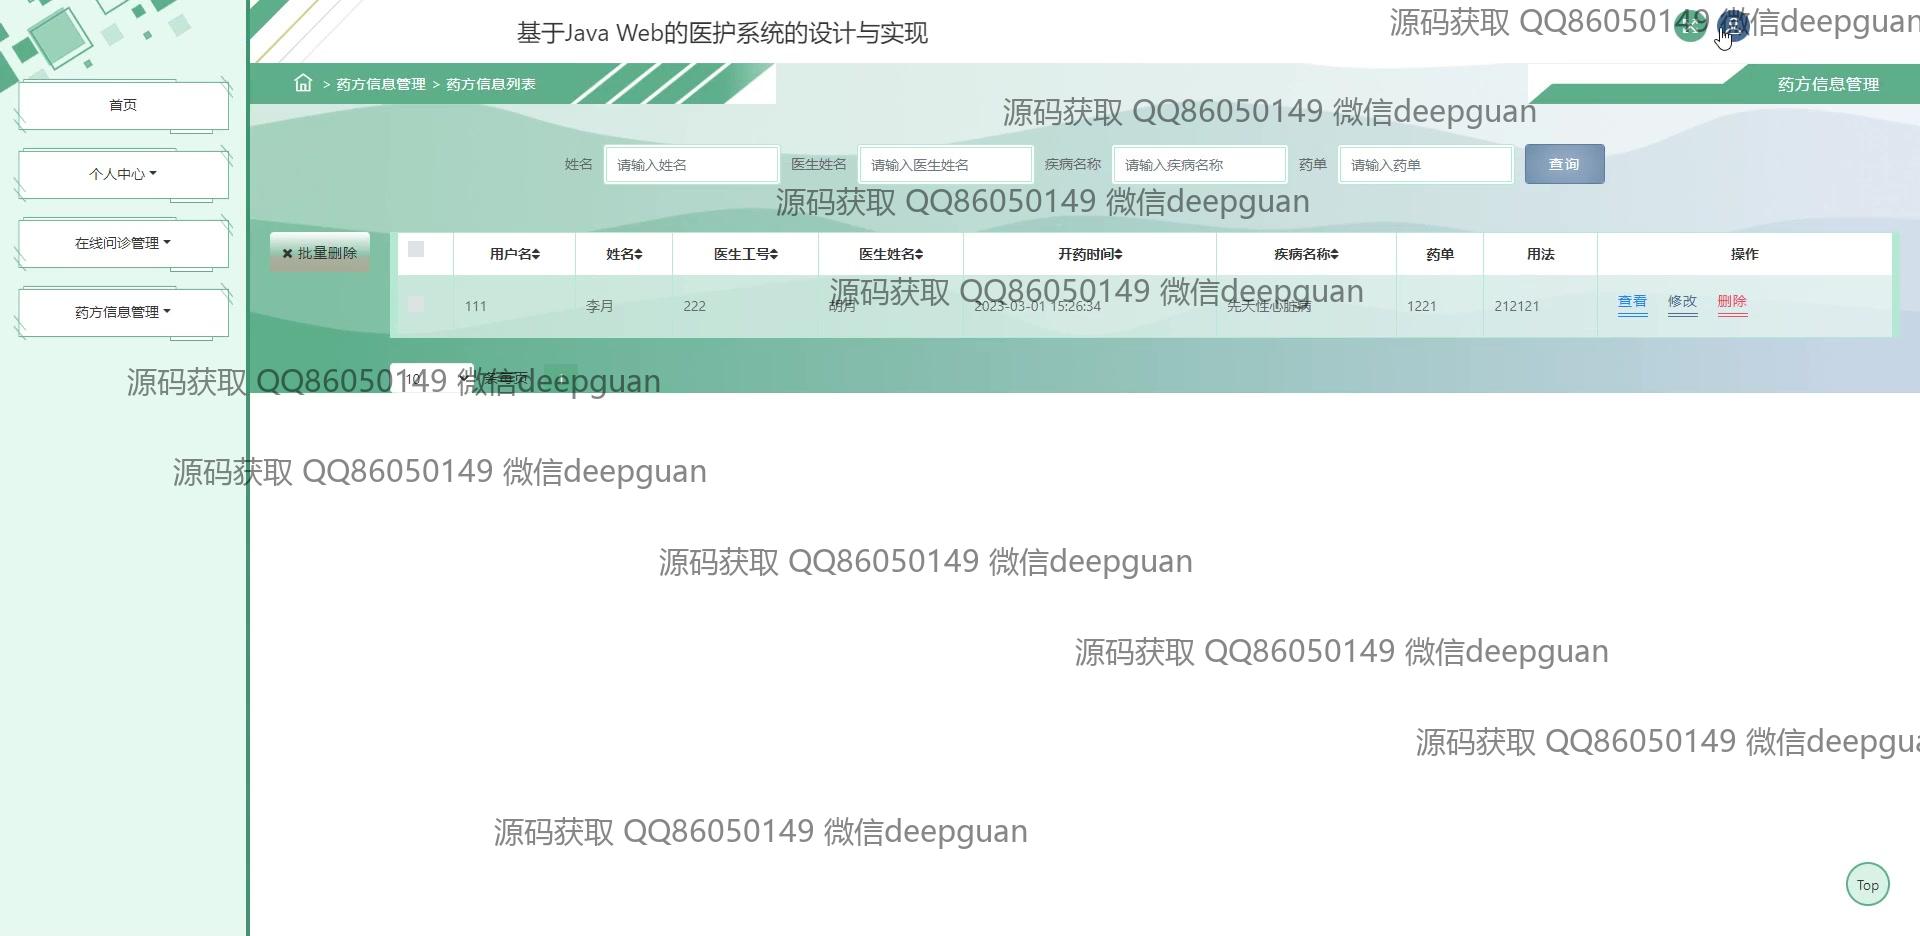 基于Java Web的医护系统的设计与实现
源码获取 QQ86050149 微信deepguan
首页
个人中心
在线问诊管理
药方信息管理
> 药方信息管理 > 药方信息列表
药方信息管理
源码获取 QQ86050149 微信deepguan
姓名 请输入姓名 医生姓名 请输入医生姓名 疾病名称 请输入疾病名称 药单 请输入药单 查询
源码获取 QQ86050149 微信deepguan
批量删除
用户名 姓名 医生工号 医生姓名 开药时间 疾病名称 药单 用法 操作
源码获取 QQ86050149 微信deepguan
111 李月 222 胡月 2023-03-01 15:26:34 先天性心脏病 1221 212121 查看 修改 删除
10 条每页 1
源码获取 QQ86050149 微信deepguan
源码获取 QQ86050149 微信deepguan
源码获取 QQ86050149 微信deepguan
源码获取 QQ86050149 微信deepguan
源码获取 QQ86050149 微信deepgua
源码获取 QQ86050149 微信deepguan
Top